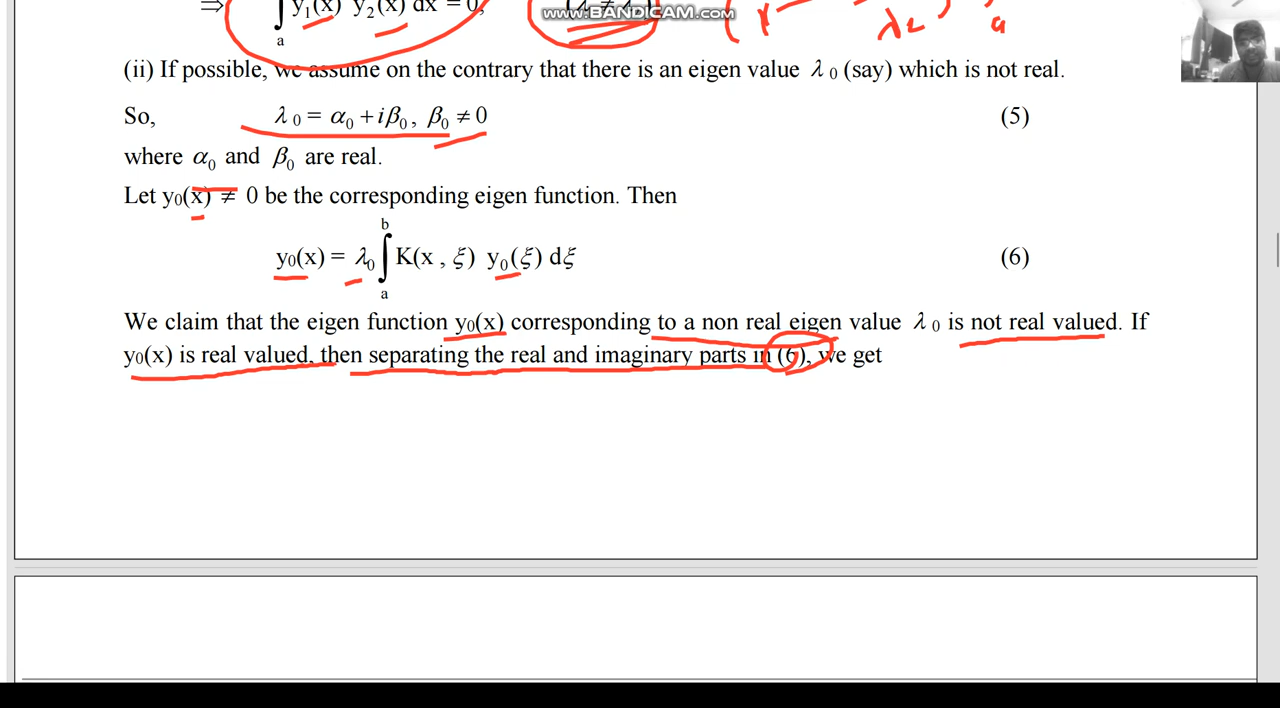 ⇒ ∫ y₁(x) y₂(x) dx = 0,
a
www.BANDICAM.com
λ₂
a
(ii) If possible, we assume on the contrary that there is an eigen value λ₀ (say) which is not real.
So, λ₀ = α₀ + iβ₀, β₀ ≠ 0 (5)
where α₀ and β₀ are real.
Let y₀(x) ≠ 0 be the corresponding eigen function. Then
b
y₀(x) = λ₀ ∫ K(x , ξ) y₀(ξ) dξ (6)
a
We claim that the eigen function y₀(x) corresponding to a non real eigen value λ₀ is not real valued. If
y₀(x) is real valued, then separating the real and imaginary parts in (6), we get